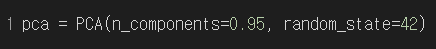 1 pca = PCA(n_components=0.95, random_state=42)